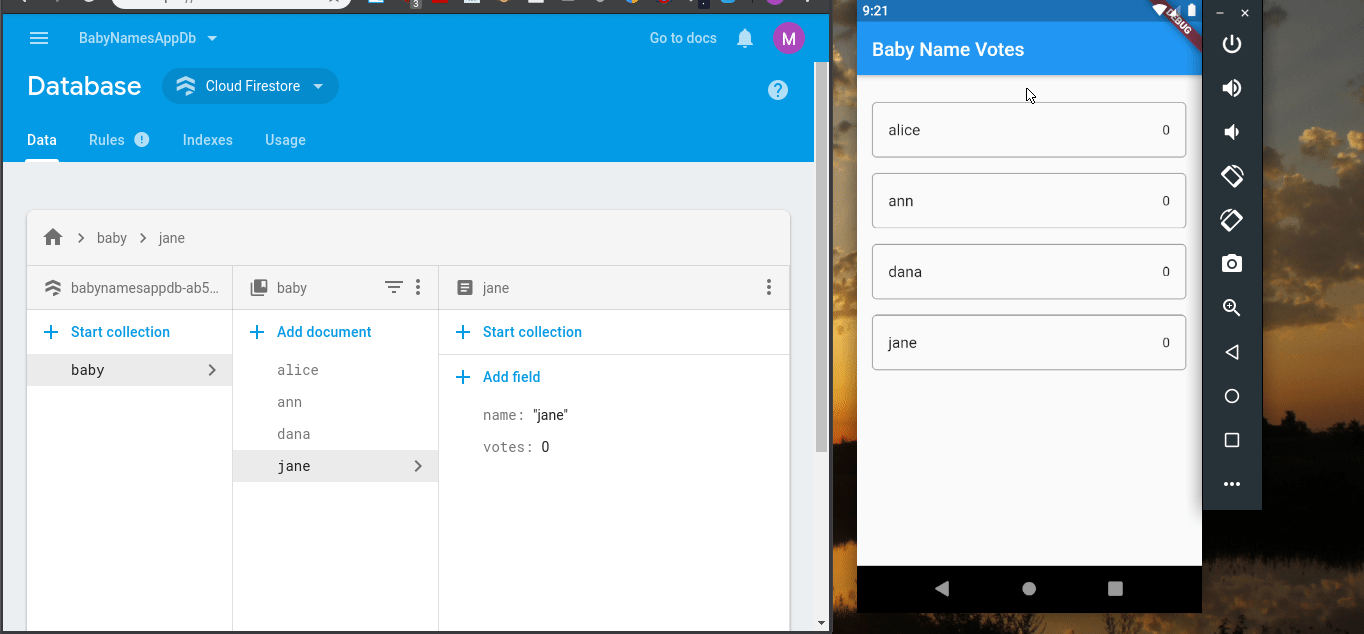 3
BabyNamesAppDb
Go to docs
M
Database
Cloud Firestore
?
Data
Rules
!
Indexes
Usage
baby
jane
babynamesappdb-ab5...
baby
jane
Start collection
Add document
Start collection
baby
alice
ann
dana
jane
Add field
name: "jane"
votes: 0
9:21
DEBUG
Baby Name Votes
alice 0
ann 0
dana 0
jane 0